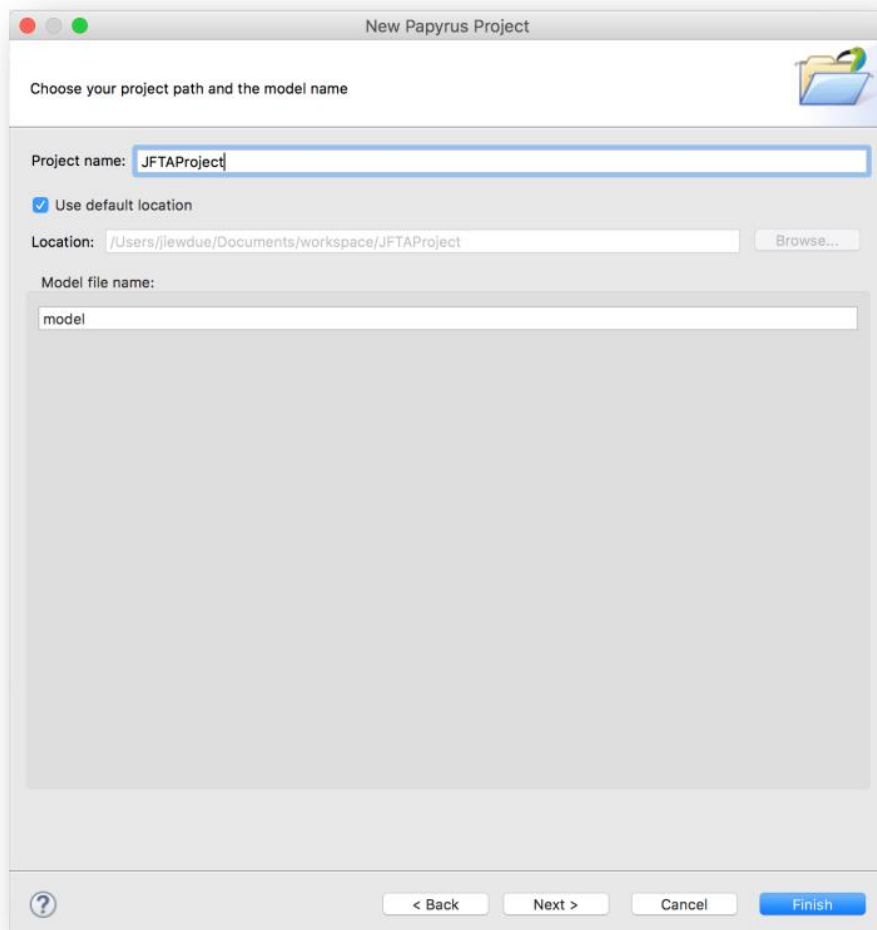 New Papyrus Project
Choose your project path and the model name
Project name: JFTAProject
Use default location
Location: /Users/jiewdue/Documents/workspace/JFTAProject Browse...
Model file name:
model
? < Back Next > Cancel Finish